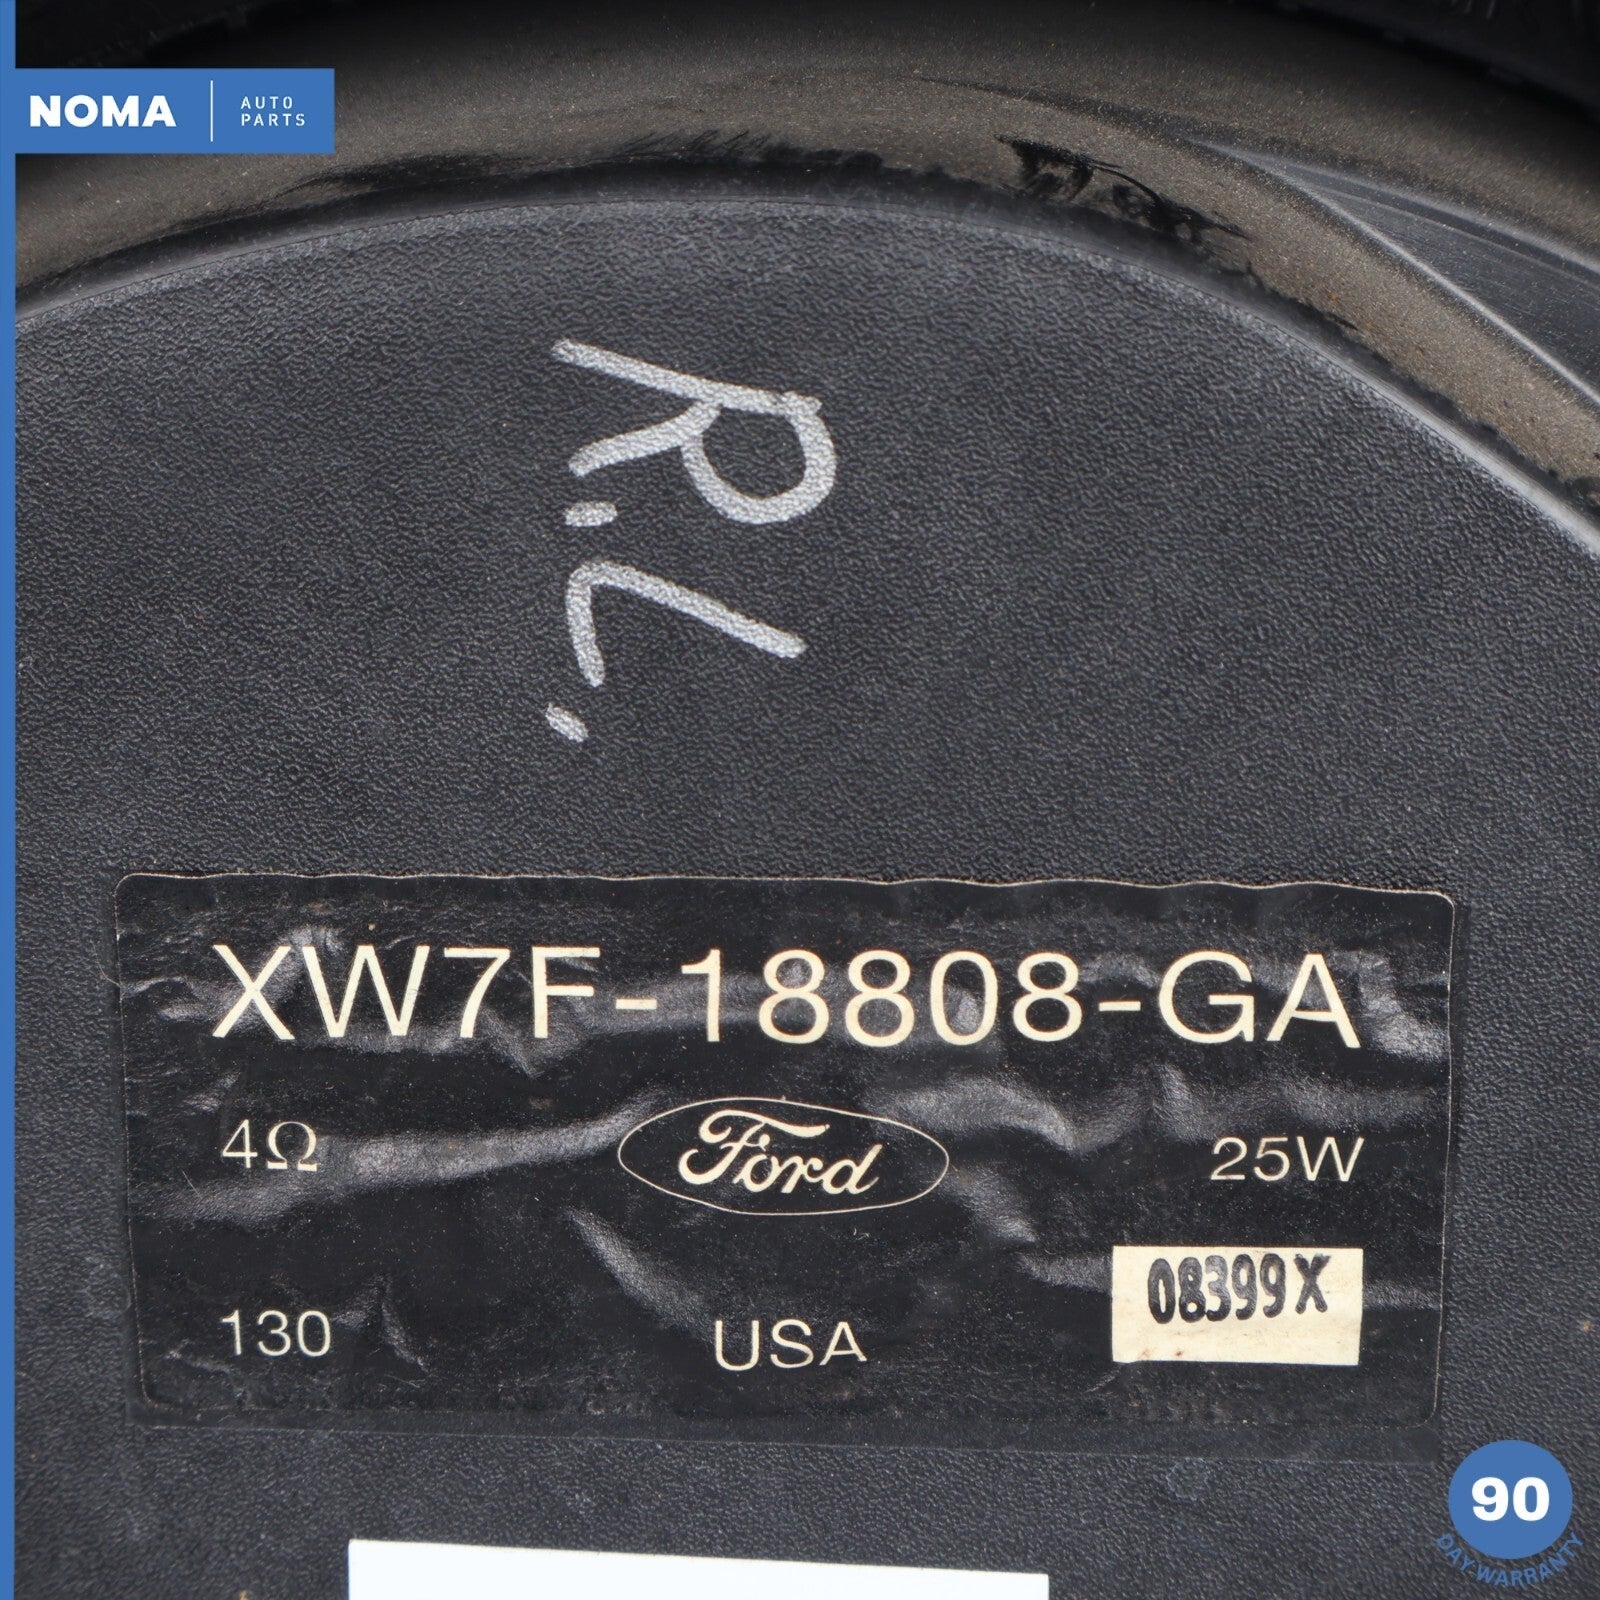 NOMA
AUTO
PARTS
R.L.
XW7F-18808-GA
4Ω
Ford
25W
130
USA
08399X
90
DAY WARRANTY